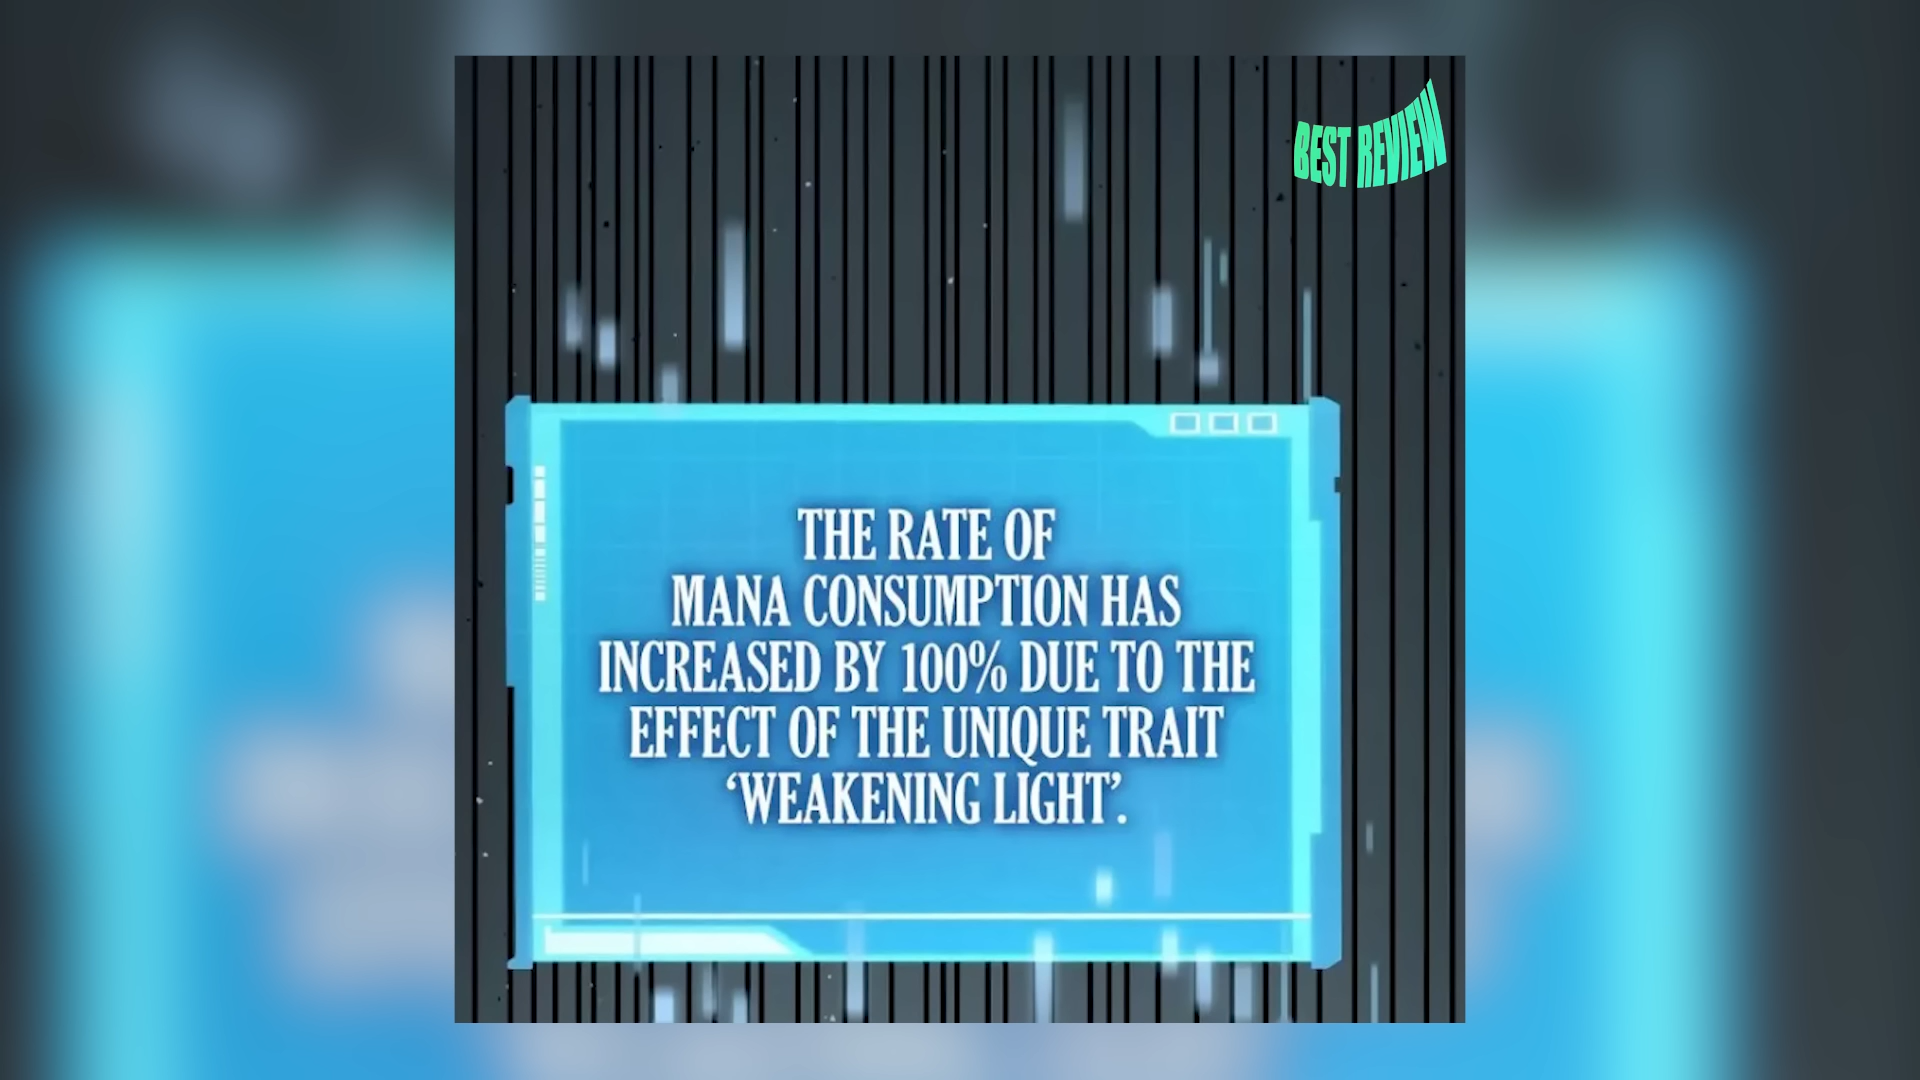 BEST REVIEW
THE RATE OF
MANA CONSUMPTION HAS
INCREASED BY 100% DUE TO THE
EFFECT OF THE UNIQUE TRAIT
‘WEAKENING LIGHT’.